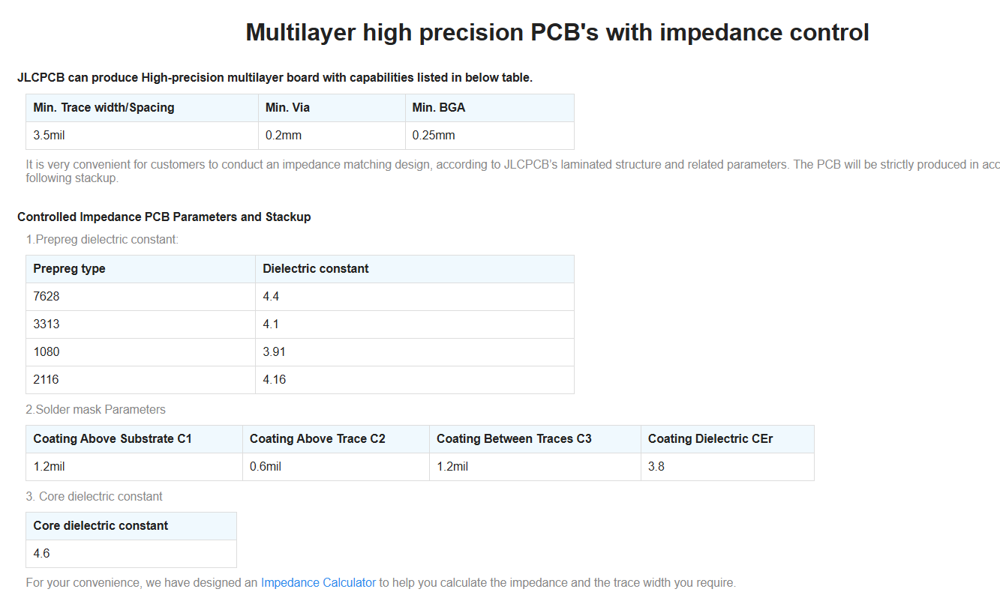 Multilayer high precision PCB's with impedance control
JLCPCB can produce High-precision multilayer board with capabilities listed in below table.
Min. Trace width/Spacing Min. Via Min. BGA
3.5mil 0.2mm 0.25mm
It is very convenient for customers to conduct an impedance matching design, according to JLCPCB's laminated structure and related parameters. The PCB will be strictly produced in acc
following stackup.
Controlled Impedance PCB Parameters and Stackup
1.Prepreg dielectric constant:
Prepreg type Dielectric constant
7628 4.4
3313 4.1
1080 3.91
2116 4.16
2.Solder mask Parameters
Coating Above Substrate C1 Coating Above Trace C2 Coating Between Traces C3 Coating Dielectric CEr
1.2mil 0.6mil 1.2mil 3.8
3. Core dielectric constant
Core dielectric constant
4.6
For your convenience, we have designed an Impedance Calculator to help you calculate the impedance and the trace width you require.